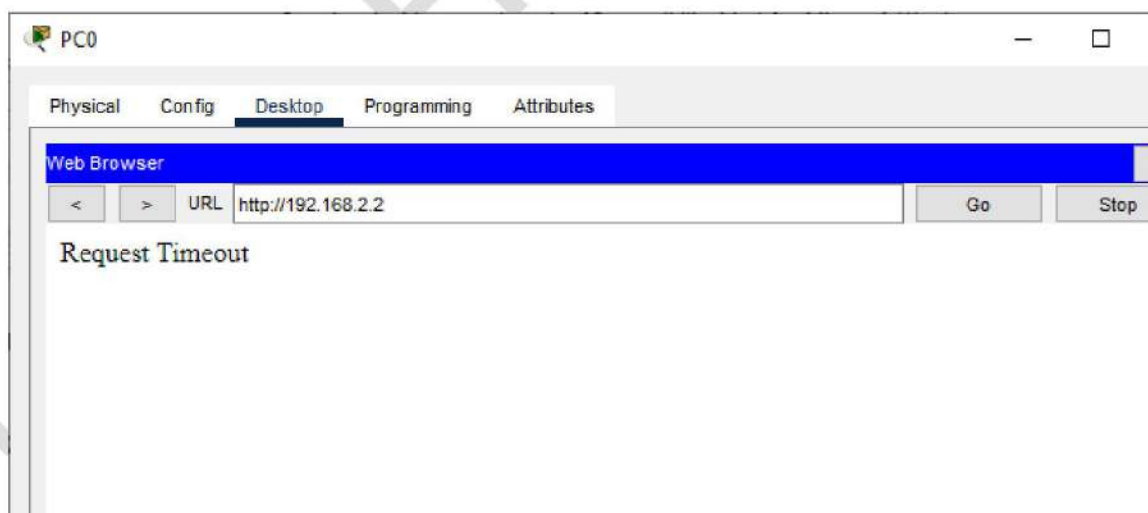 PC0
Physical Config Desktop Programming Attributes
Web Browser
< > URL http://192.168.2.2 Go Stop
Request Timeout